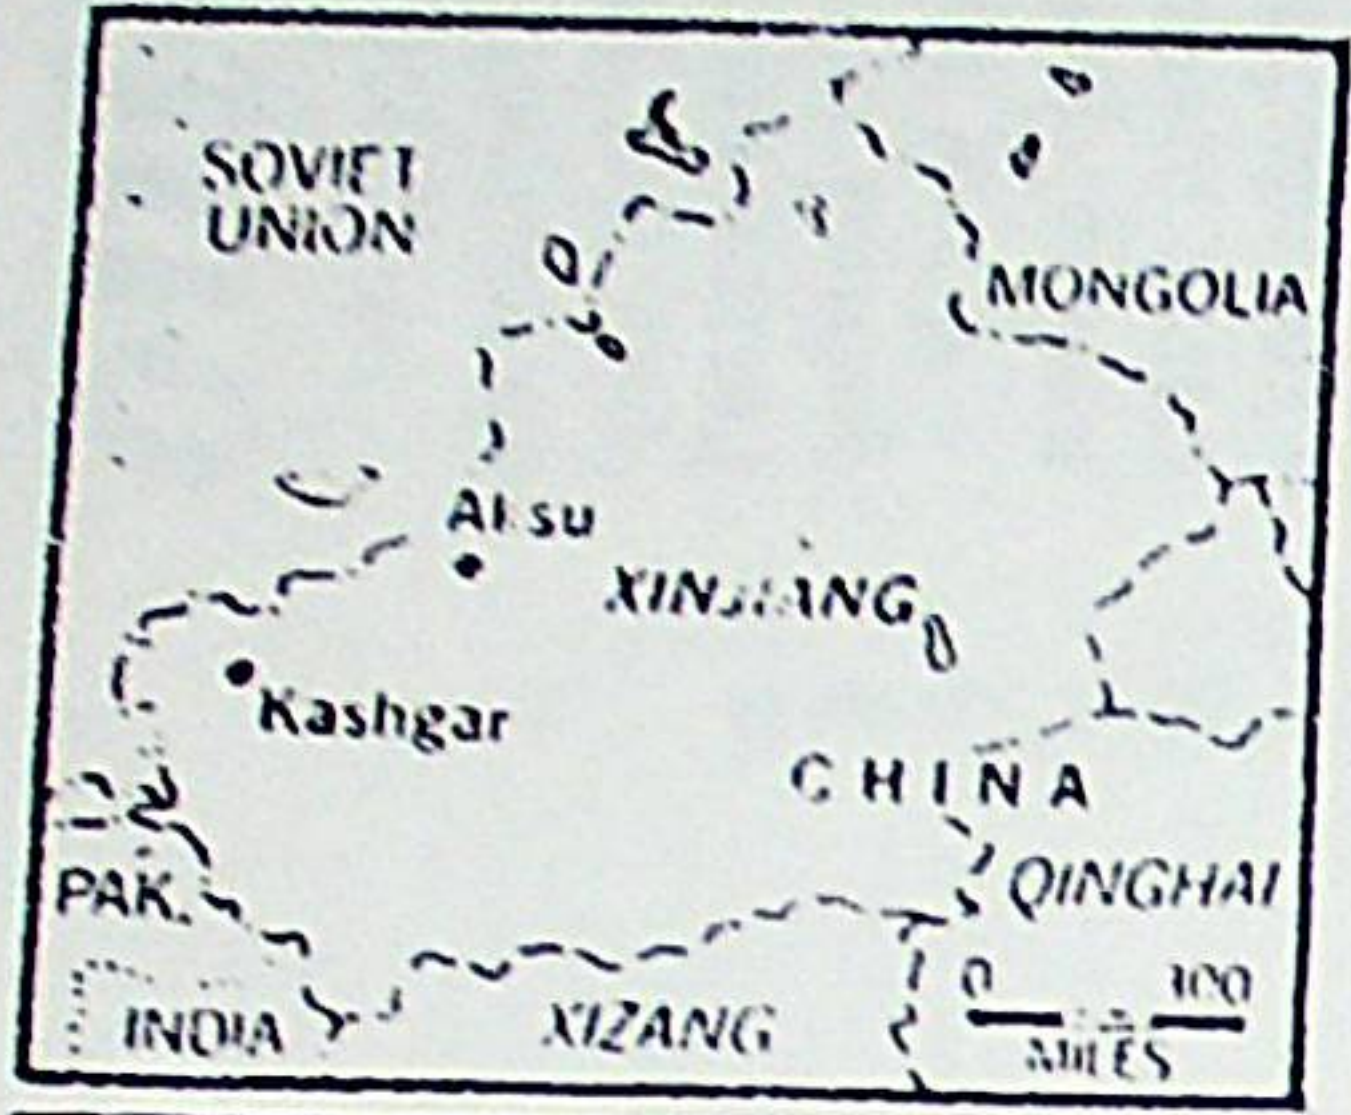 SOVIET
UNION
MONGOLIA
Aksu
XINJIANG
Kashgar
CHINA
PAK.
QINGHAI
0 100
INDIA
XIZANG
MILES